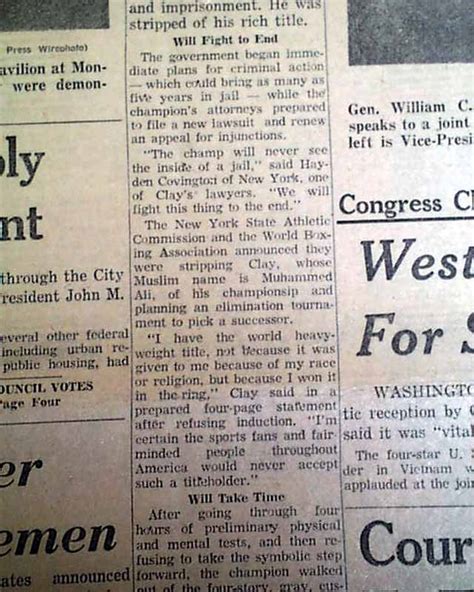 and imprisonment. He was
stripped of his rich title.
Will Fight to End
The government began imme-
diate plans for criminal action
— which could bring as many as
five years in jail — while the
champion's attorneys prepared
to file a new lawsuit and renew
an appeal for injunctions.
"The champ will never see
the inside of a jail," said Hay-
den Covington of New York, one
of Clay's lawyers. "We will
fight this thing to the end."
The New York State Athletic
Commission and the World Box-
ing Association announced they
were stripping Clay, whose
Muslim name is Muhammed
Ali, of his championship and
planning an elimination tourna-
ment to pick a successor.
"I have the world heavy-
weight title, not because it was
given to me because of my race
or religion, but because I won it
in the ring," Clay said in a
prepared four-page statement
after refusing induction. "I'm
certain the sports fans and fair-
minded people throughout
America would never accept
such a titleholder."
Will Take Time
After going through four
hours of preliminary physical
and mental tests, and then re-
fusing to take the symbolic step
forward, the champion walked
out of the four-story, gray, cus-
Press Wirephoto)
avilion at Mon-
were demon-
ply
nt
through the City
resident John M.
everal other federal
including urban re-
public housing, had
OUNCIL VOTES
age Four
er
emen
ates announced
Gen. William C.
speaks to a joint
left is Vice-Presi
Congress Cl
West
For S
WASHINGTO
tic reception by C
said it was "vital
The four-star U. S
der in Vietnam w
applauded at the join
Cour